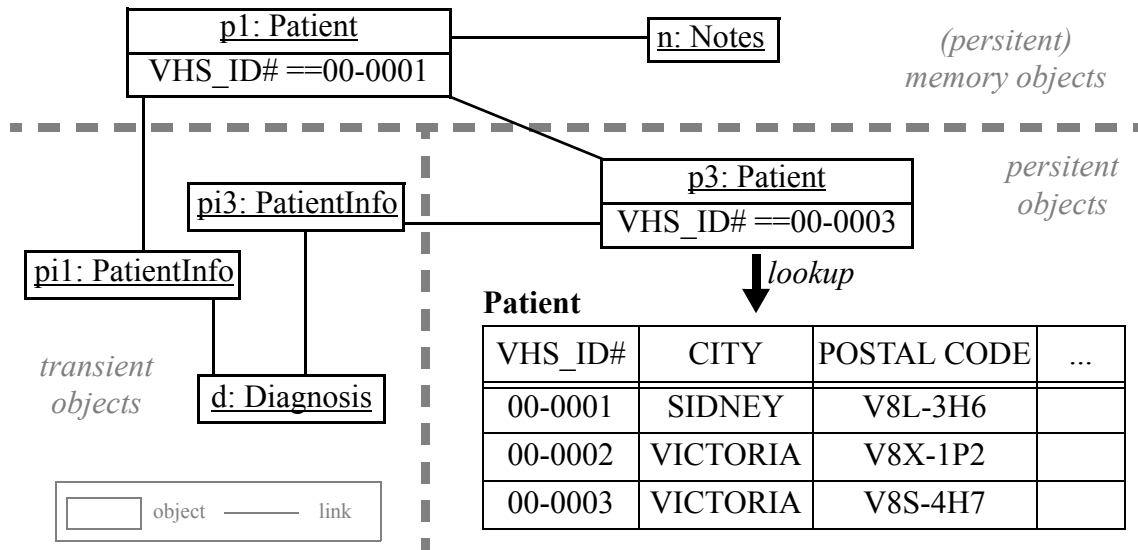 p1: Patient
VHS_ID# ==00-0001
n: Notes
(persitent)
memory objects
p3: Patient
VHS_ID# ==00-0003
persitent
objects
pi3: PatientInfo
pi1: PatientInfo
d: Diagnosis
transient
objects
lookup
Patient
VHS_ID# CITY POSTAL CODE ...
00-0001 SIDNEY V8L-3H6
00-0002 VICTORIA V8X-1P2
00-0003 VICTORIA V8S-4H7
object link